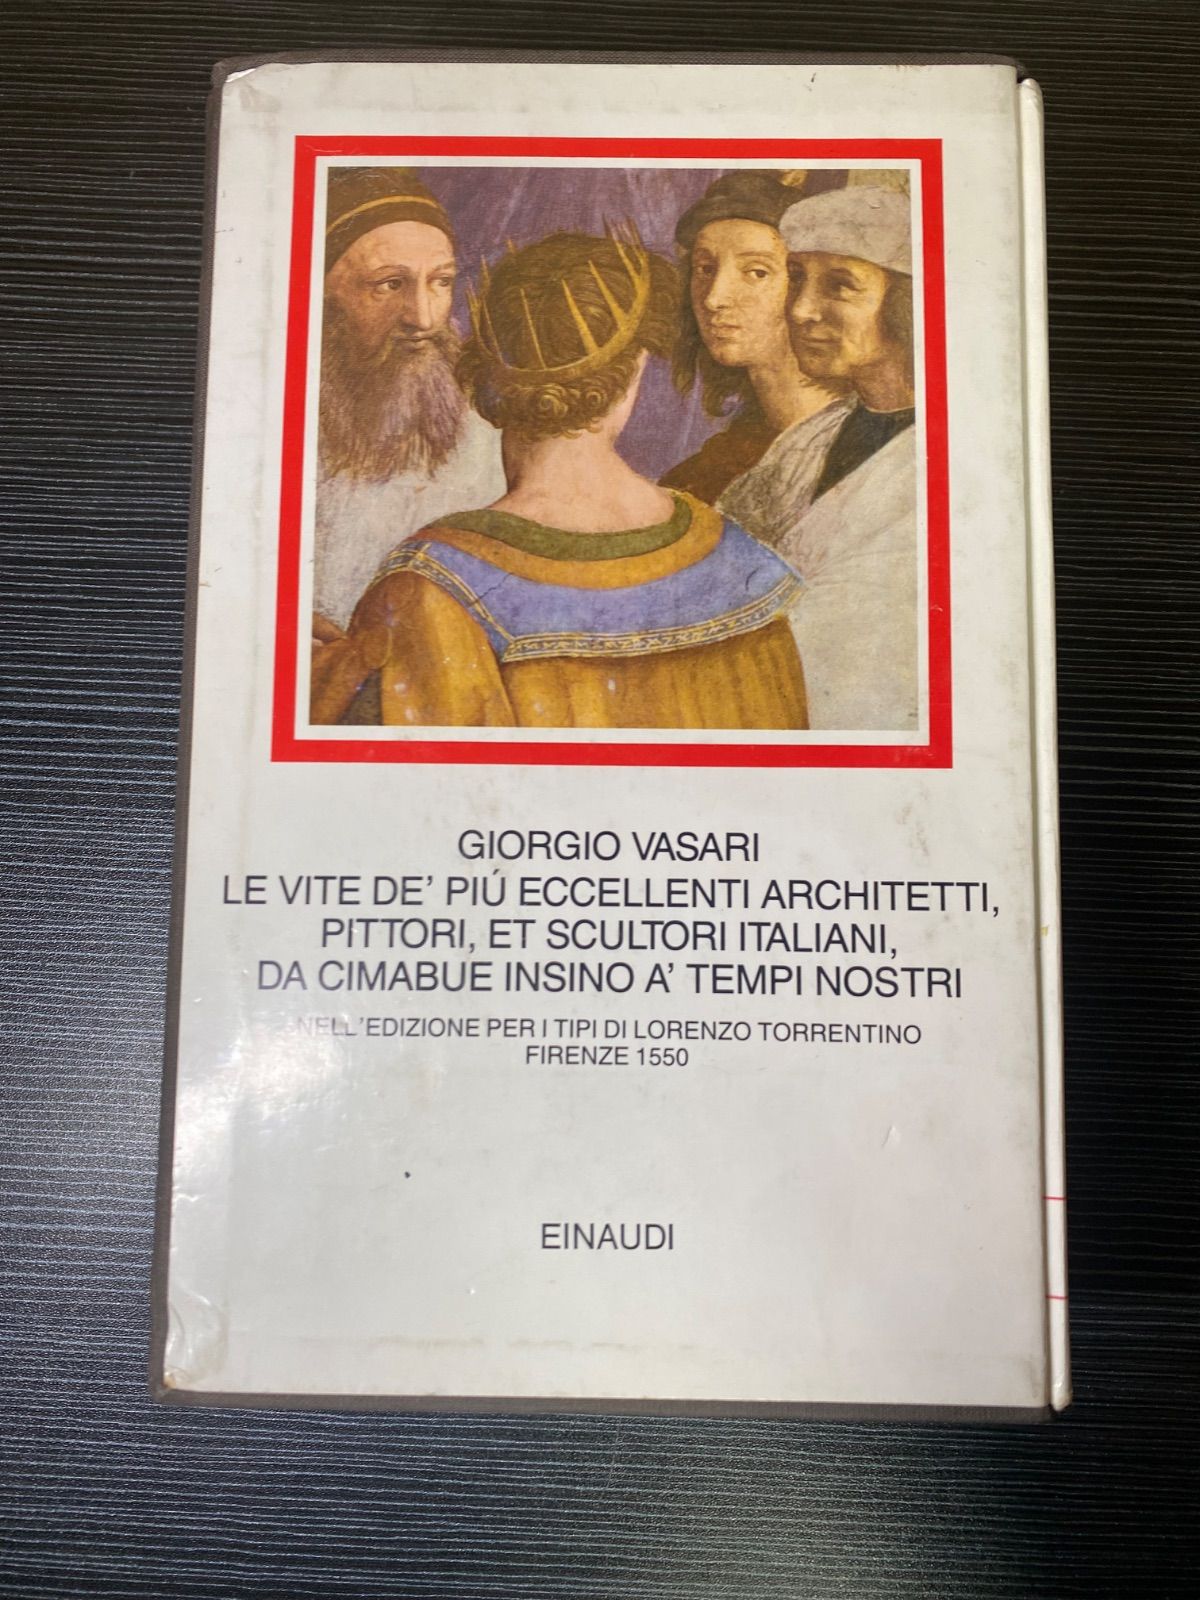 GIORGIO VASARI
LE VITE DE' PIÚ ECCELLENTI ARCHITETTI,
PITTORI, ET SCULTORI ITALIANI,
DA CIMABUE INSINO A' TEMPI NOSTRI
NELL'EDIZIONE PER I TIPI DI LORENZO TORRENTINO
FIRENZE 1550
EINAUDI